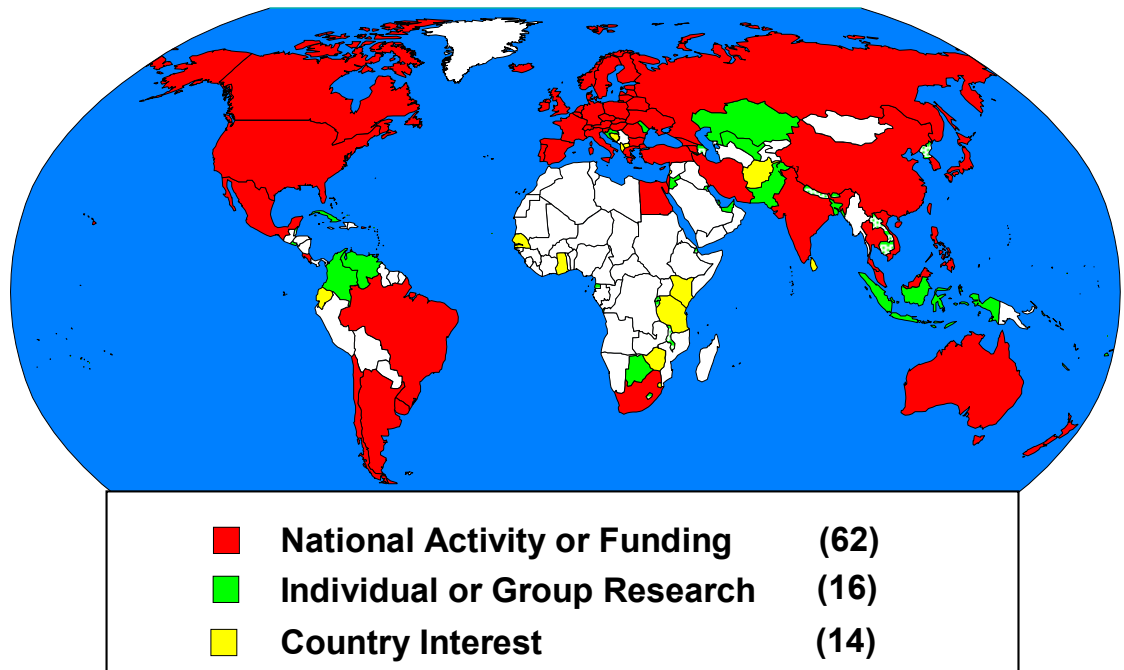 National Activity or Funding (62)
Individual or Group Research (16)
Country Interest (14)